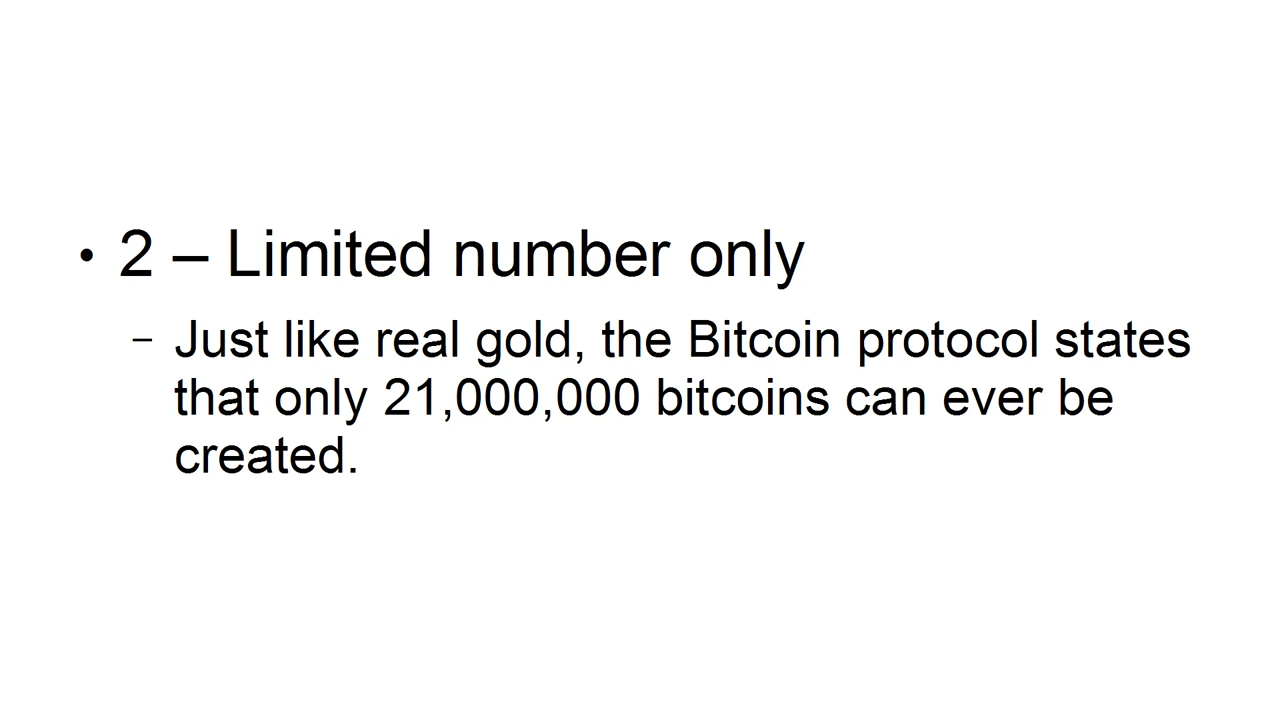 • 2 – Limited number only
– Just like real gold, the Bitcoin protocol states
that only 21,000,000 bitcoins can ever be
created.